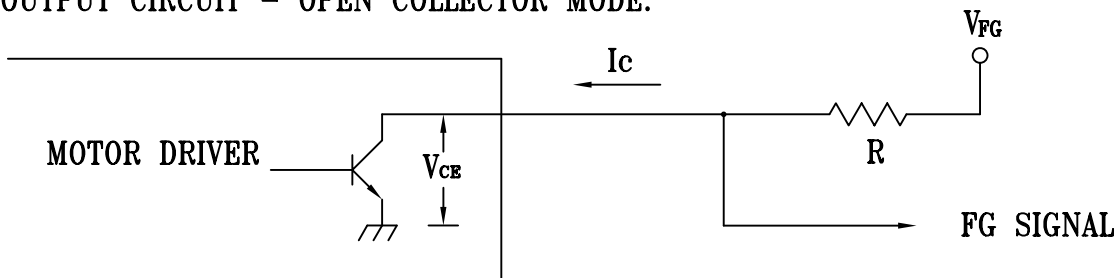 OUTPUT CIRCUIT - OPEN COLLECTOR MODE.
VFG
Ic
MOTOR DRIVER
VCE
R
FG SIGNAL